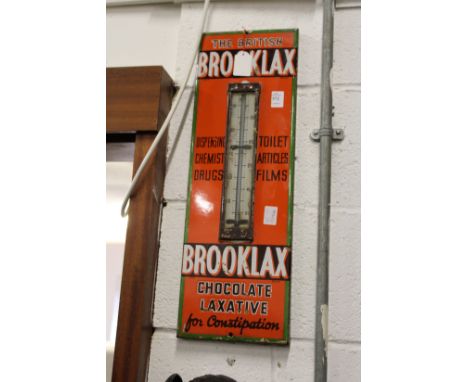 THE BRITISH
BROOKLAX
DISPENSING TOILET
CHEMIST ARTICLES
DRUGS FILMS
BROOKLAX
CHOCOLATE
LAXATIVE
for Constipation